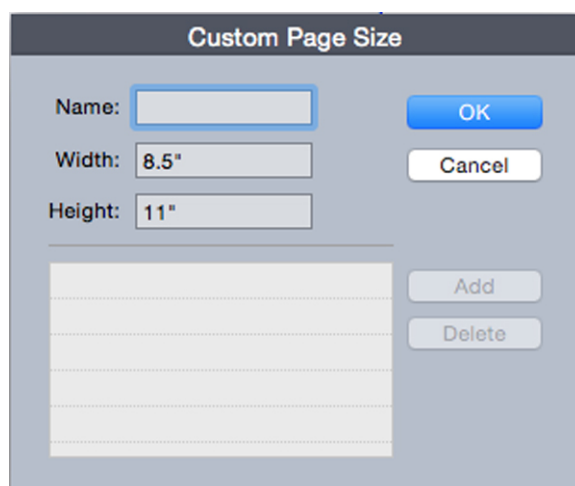 Custom Page Size
Name:
OK
Width: 8.5"
Cancel
Height: 11"
Add
Delete